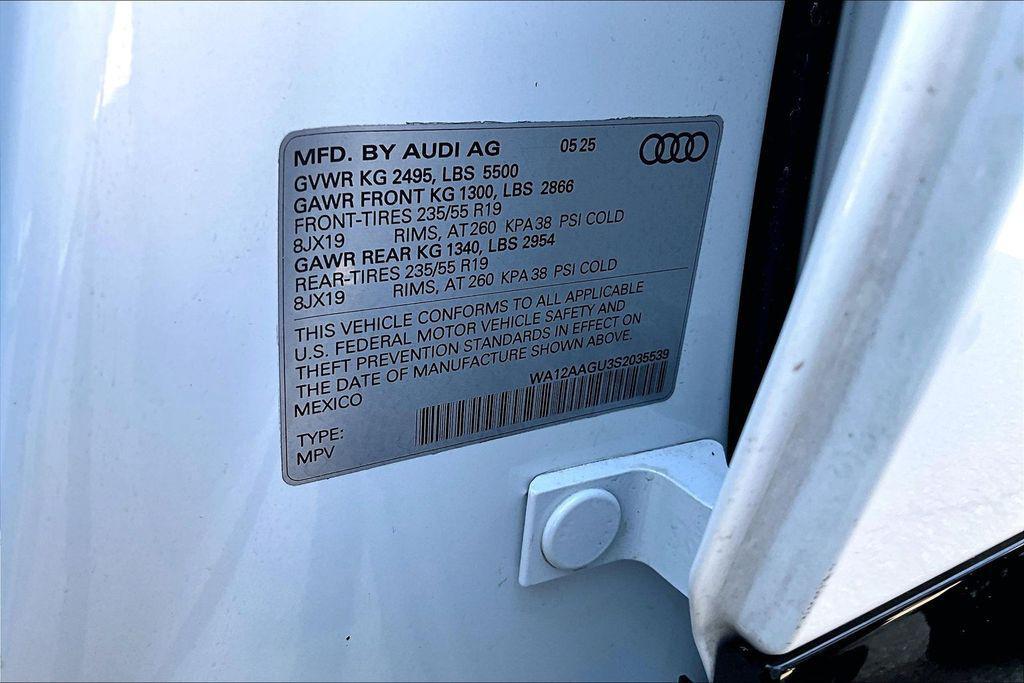 MFD. BY AUDI AG 05 25
GVWR KG 2495, LBS 5500
GAWR FRONT KG 1300, LBS 2866
FRONT-TIRES 235/55 R19
8JX19 RIMS, AT 260 KPA 38 PSI COLD
GAWR REAR KG 1340, LBS 2954
REAR-TIRES 235/55 R19
8JX19 RIMS, AT 260 KPA 38 PSI COLD
THIS VEHICLE CONFORMS TO ALL APPLICABLE
U.S. FEDERAL MOTOR VEHICLE SAFETY AND
THEFT PREVENTION STANDARDS IN EFFECT ON
THE DATE OF MANUFACTURE SHOWN ABOVE.
MEXICO WA12AAGU3S2035539
TYPE:
MPV